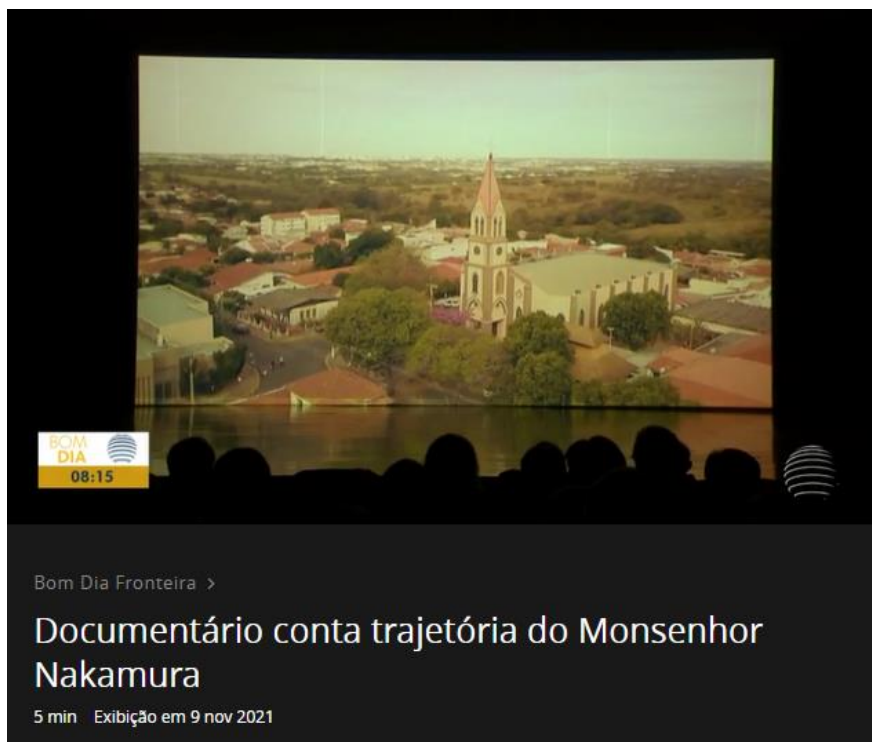 BOM
DIA
08:15
Bom Dia Fronteira >
Documentário conta trajetória do Monsenhor
Nakamura
5 min Exibição em 9 nov 2021